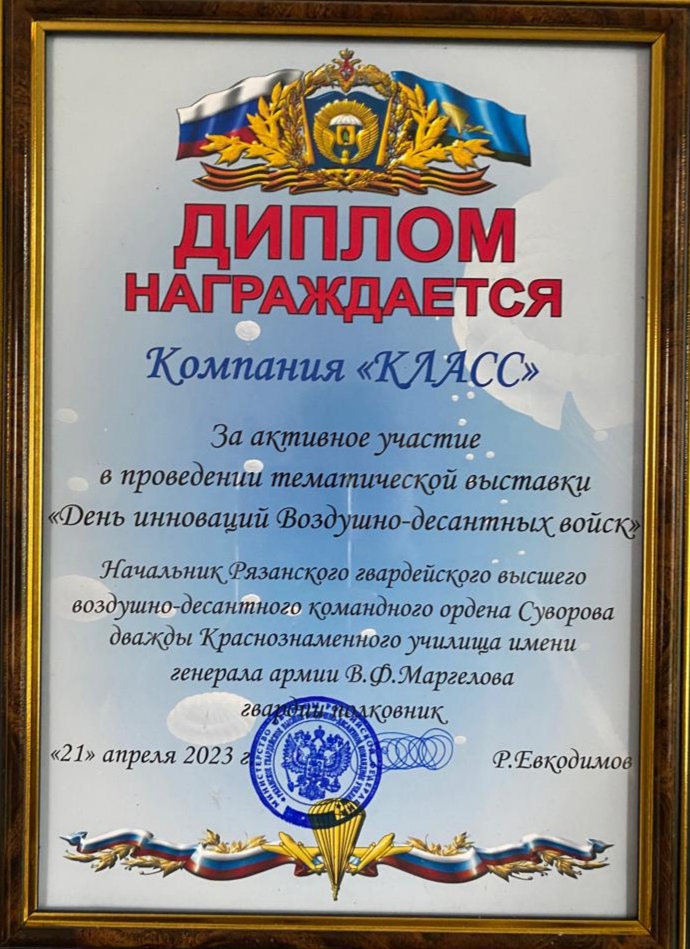 ДИПЛОМ
НАГРАЖДАЕТСЯ
Компания «КЛАСС»
За активное участие
в проведении тематической выставки
«День инноваций Воздушно-десантных войск»
Начальник Рязанского гвардейского высшего
воздушно-десантного командного ордена Суворова
дважды Краснознаменного училища имени
генерала армии В.Ф.Маргелова
гвардии полковник
«21» апреля 2023 г
Р.Евкодимов